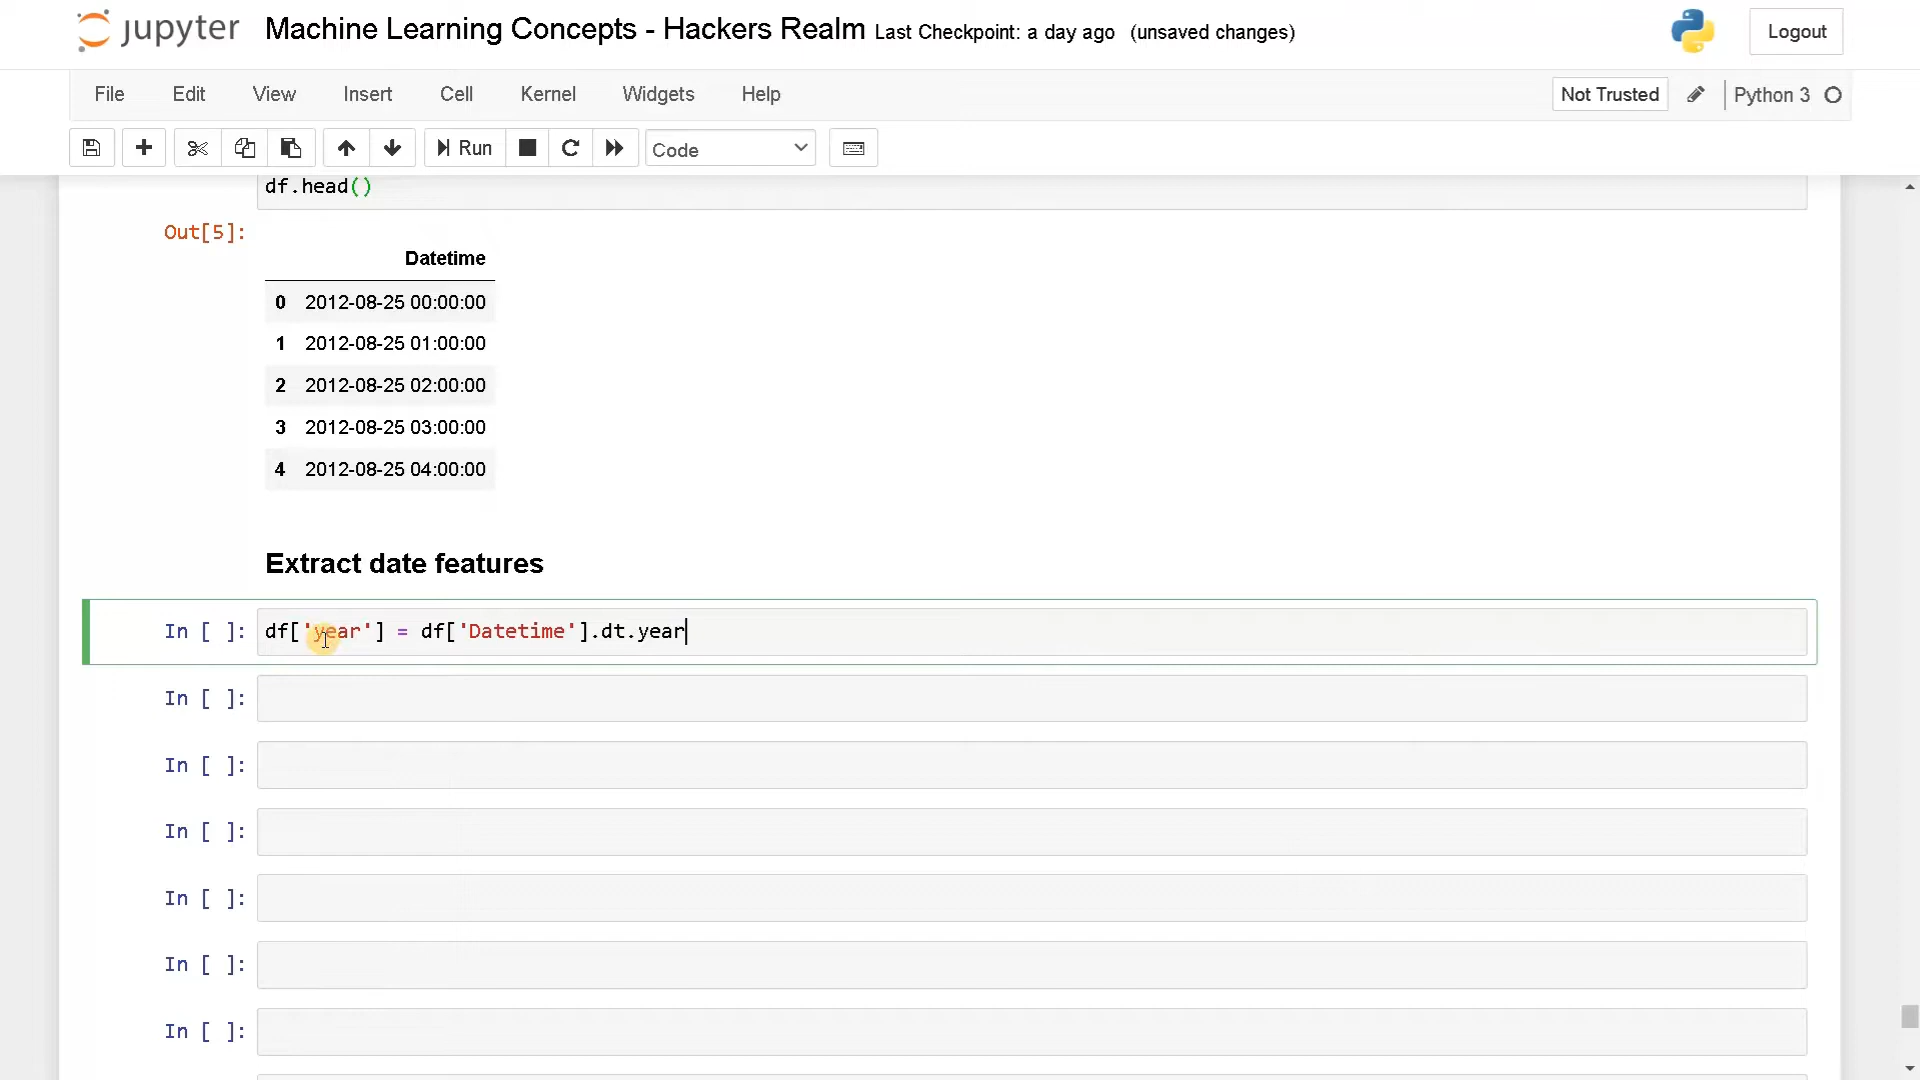 jupyter Machine Learning Concepts - Hackers Realm Last Checkpoint: a day ago (unsaved changes) Logout
File Edit View Insert Cell Kernel Widgets Help Not Trusted Python 3
Run Code
df.head()
Out[5]:
Datetime
0 2012-08-25 00:00:00
1 2012-08-25 01:00:00
2 2012-08-25 02:00:00
3 2012-08-25 03:00:00
4 2012-08-25 04:00:00
Extract date features
In [ ]: df['year'] = df['Datetime'].dt.year
In [ ]:
In [ ]:
In [ ]:
In [ ]:
In [ ]:
In [ ]: